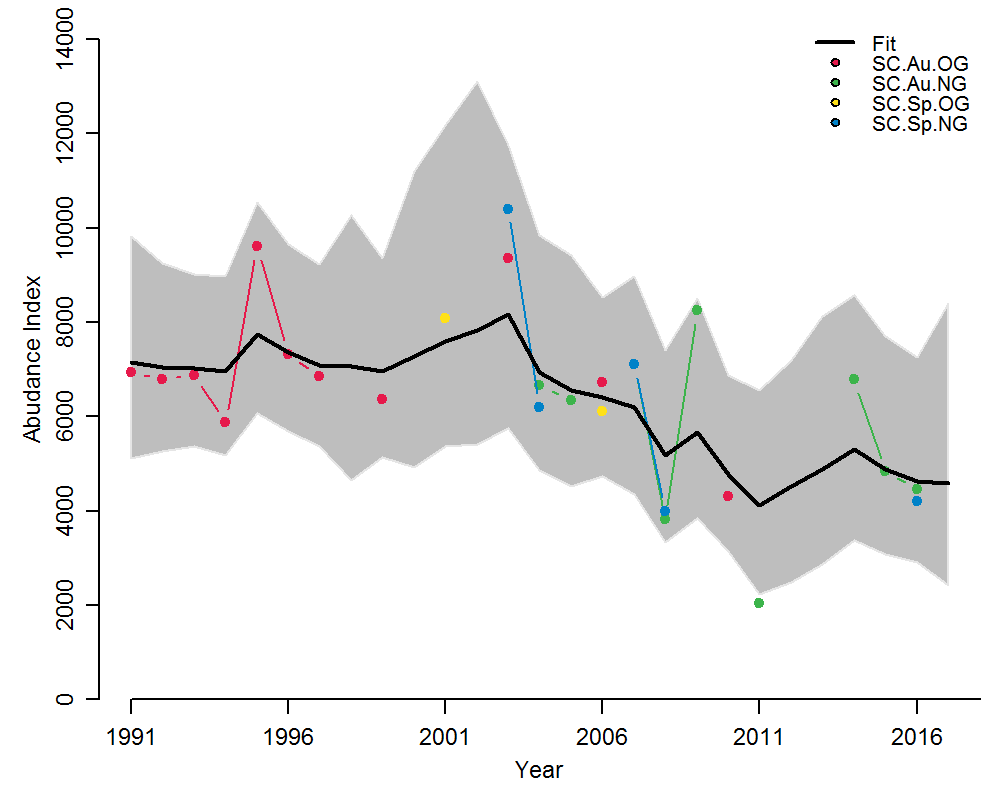 14000
12000
10000
8000
6000
4000
2000
0
Abudance Index
Fit
SC.Au.OG
SC.Au.NG
SC.Sp.OG
SC.Sp.NG
1991 1996 2001 2006 2011 2016
Year